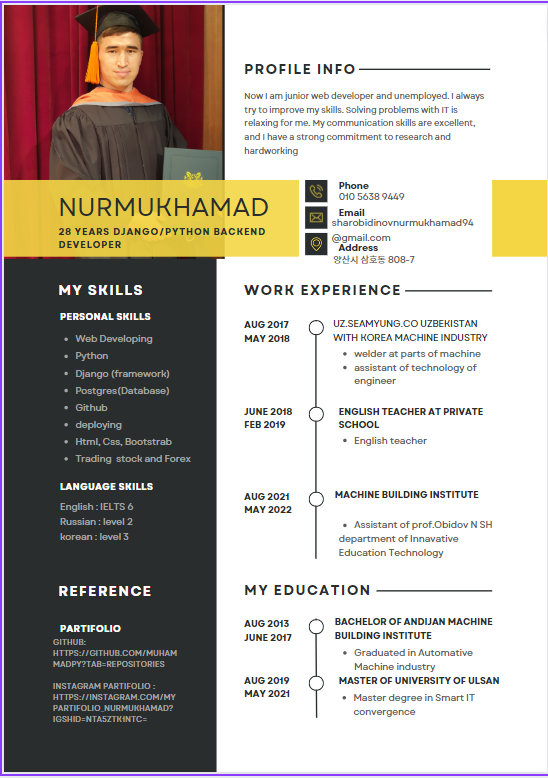 PROFILE INFO
Now I am junior web developer and unemployed. I always
try to improve my skills. Solving problems with IT is
relaxing for me. My communication skills are excellent,
and I have a strong commitment to research and
hardworking
NURMUKHAMAD
28 YEARS DJANGO/PYTHON BACKEND
DEVELOPER
Phone
010 5638 9449
Email
sharobidinovnurmukhamad94
@gmail.com
Address
양산시 삼호동 808-7
MY SKILLS
PERSONAL SKILLS
• Web Developing
• Python
• Django (framework)
• Postgres(Database)
• Github
• deploying
• Html, Css, Bootstrab
• Trading stock and Forex
LANGUAGE SKILLS
English : IELTS 6
Russian : level 2
korean : level 3
REFERENCE
PARTIFOLIO
GITHUB:
HTTPS://GITHUB.COM/MUHAM
MADPY?TAB=REPOSITORIES
INSTAGRAM PARTIFOLIO :
HTTPS://INSTAGRAM.COM/MY
PARTIFOLIO_NURMUKHAMAD?
IGSHID=NTA5ZTK1NTC=
WORK EXPERIENCE
AUG 2017
MAY 2018
UZ.SEAMYUNG.CO UZBEKISTAN
WITH KOREA MACHINE INDUSTRY
• welder at parts of machine
• assistant of technology of
engineer
JUNE 2018
FEB 2019
ENGLISH TEACHER AT PRIVATE
SCHOOL
• English teacher
AUG 2021
MAY 2022
MACHINE BUILDING INSTITUTE
• Assistant of prof.Obidov N SH
department of Innavative
Education Technology
MY EDUCATION
AUG 2013
JUNE 2017
BACHELOR OF ANDIJAN MACHINE
BUILDING INSTITUTE
• Graduated in Automative
Machine industry
AUG 2019
MAY 2021
MASTER OF UNIVERSITY OF ULSAN
• Master degree in Smart IT
convergence